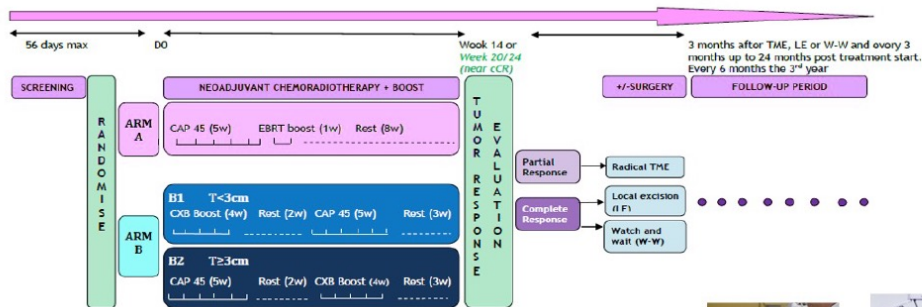 56 days max
D0
Wook 14 or
Week 20/24
(near cCR)
3 months after TME, LE or W-W and every 3
months up to 24 months post treatment start.
Every 6 months the 3rd year
SCREENING
NEOADJUVANT CHEMORADIOTHERAPY + BOOST
+/-SURGERY
FOLLOW-UP PERIOD
RANDOMISE
ARM
A
CAP 45 (5w) EBRT boost (1w) Rest (8w)
ARM
B
B1 T<3cm
CXB Boost (4w) Rest (2w) CAP 45 (5w) Rost (3w)
B2 T≥3cm
CAP 45 (5w) Rost (2w) CXB Boost (4w) Rost (3w)
TUMOR RESPONSE
EVALUATION
Partial
Response
Radical TME
Complete
Response
Local excision
(LE)
Watch and
wait (W-W)